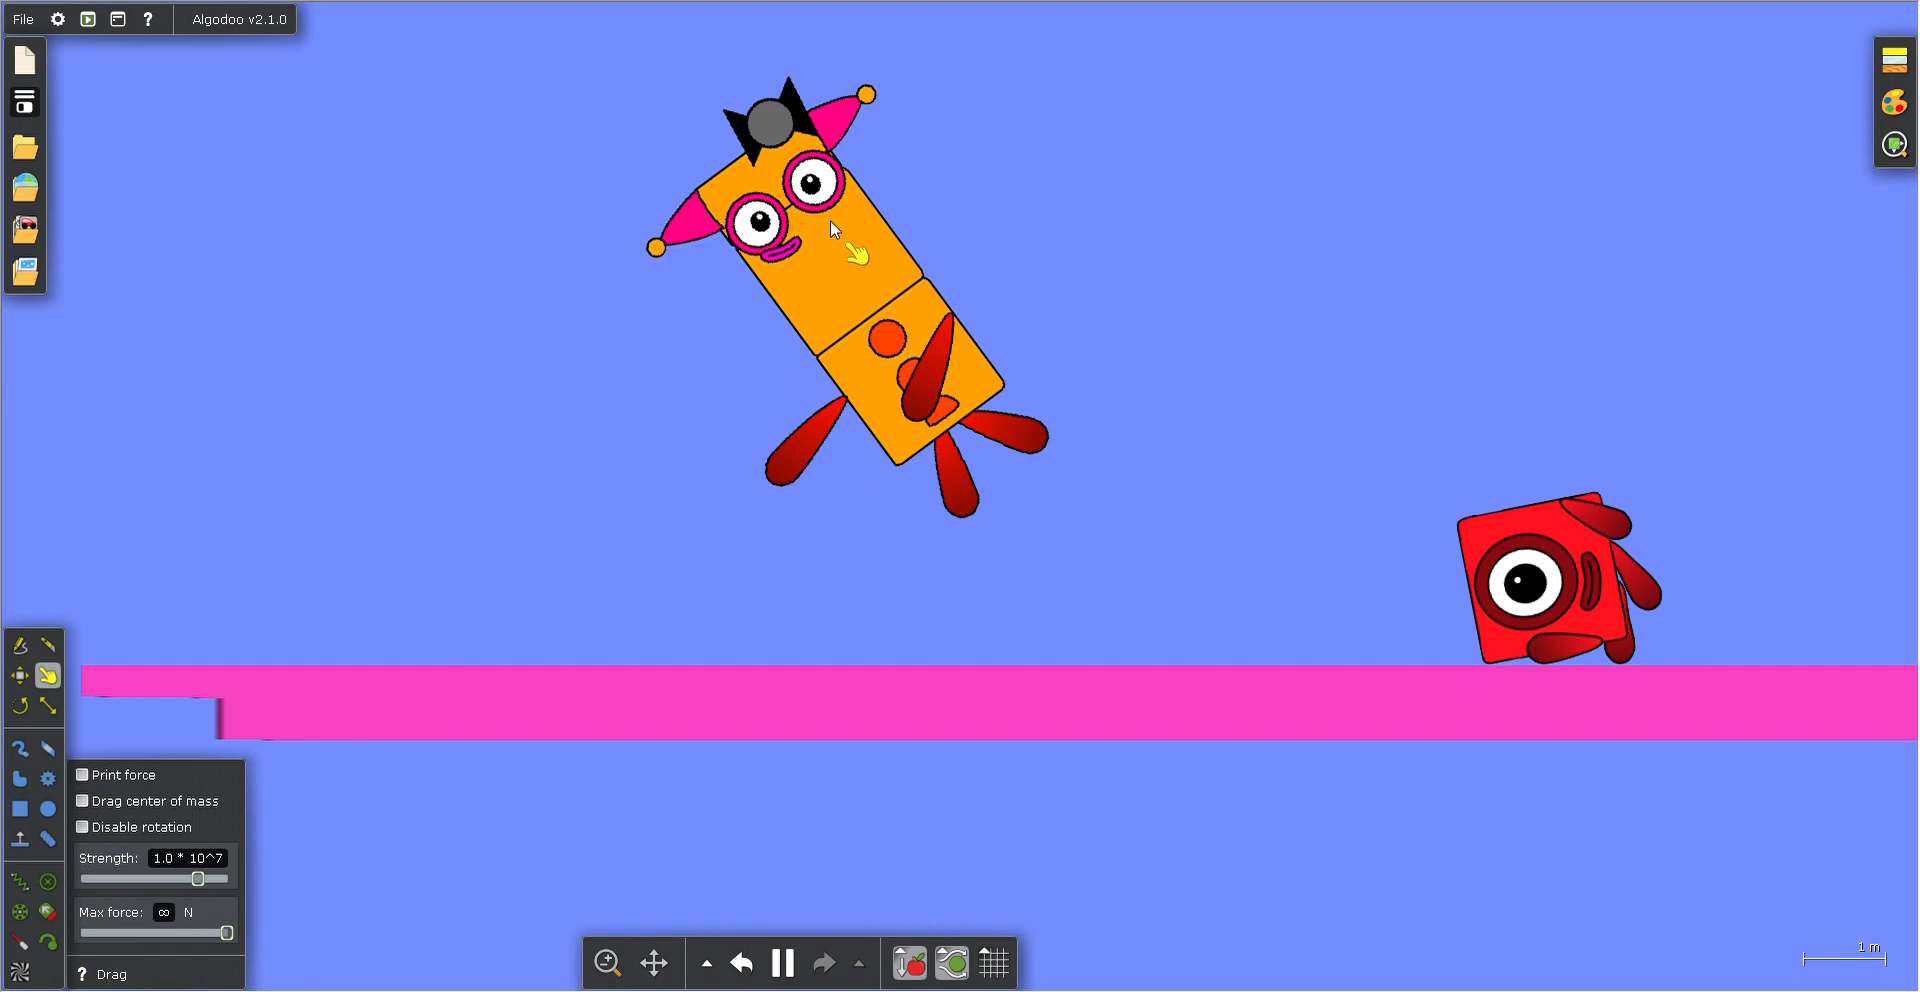 File ? Algodoo v2.1.0
Print force
Drag center of mass
Disable rotation
Strength: 1.0 * 10^7
Max force: ∞ N
? Drag
1 m